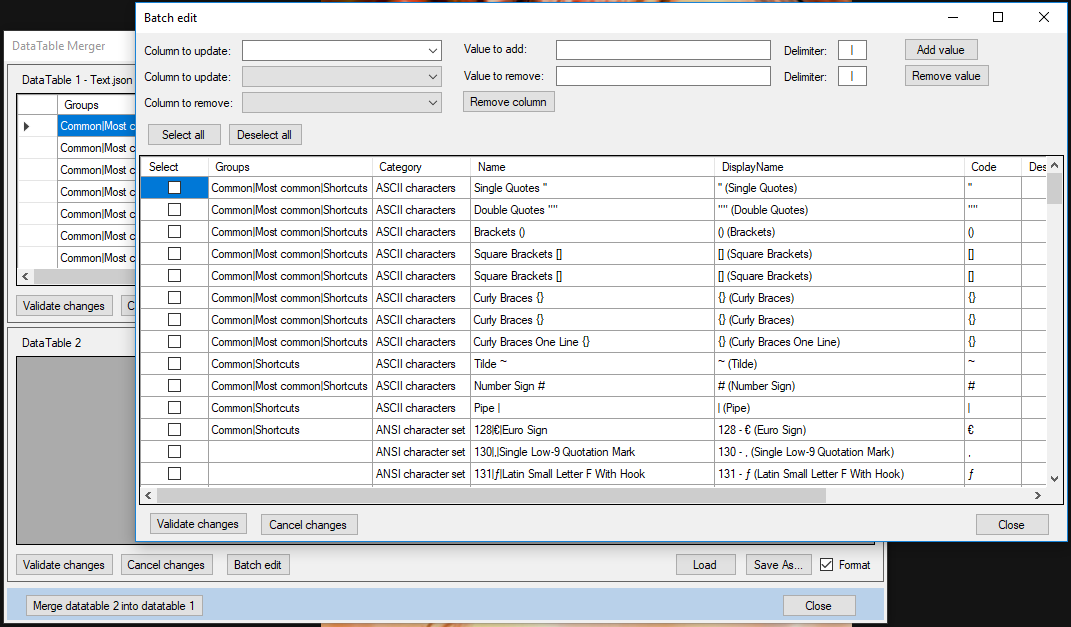 Batch edit
DataTable Merger
Column to update:
Value to add:
Delimiter: |
Add value
Column to update:
Value to remove:
Delimiter: |
Remove value
Column to remove:
Remove column
Select all
Deselect all
DataTable 1 - Text.json
Groups
Common|Most c
Common|Most c
Common|Most c
Common|Most c
Common|Most c
Common|Most c
Common|Most c
Validate changes
C
DataTable 2
Select Groups Category Name DisplayName Code Des
Common|Most common|Shortcuts ASCII characters Single Quotes '' '' (Single Quotes) ''
Common|Most common|Shortcuts ASCII characters Double Quotes """" """" (Double Quotes) """"
Common|Most common|Shortcuts ASCII characters Brackets () () (Brackets) ()
Common|Most common|Shortcuts ASCII characters Square Brackets [] [] (Square Brackets) []
Common|Most common|Shortcuts ASCII characters Square Brackets [] [] (Square Brackets) []
Common|Most common|Shortcuts ASCII characters Curly Braces {} {} (Curly Braces) {}
Common|Most common|Shortcuts ASCII characters Curly Braces {} {} (Curly Braces) {}
Common|Most common|Shortcuts ASCII characters Curly Braces One Line {} {} (Curly Braces One Line) {}
Common|Shortcuts ASCII characters Tilde ~ ~ (Tilde) ~
Common|Most common|Shortcuts ASCII characters Number Sign # # (Number Sign) #
Common|Shortcuts ASCII characters Pipe | | (Pipe) |
Common|Shortcuts ANSI character set 128|€|Euro Sign 128 - € (Euro Sign) €
ANSI character set 130|‚|Single Low-9 Quotation Mark 130 - ‚ (Single Low-9 Quotation Mark) ‚
ANSI character set 131|ƒ|Latin Small Letter F With Hook 131 - ƒ (Latin Small Letter F With Hook) ƒ
Validate changes
Cancel changes
Close
Validate changes
Cancel changes
Batch edit
Load
Save As...
Format
Merge datatable 2 into datatable 1
Close